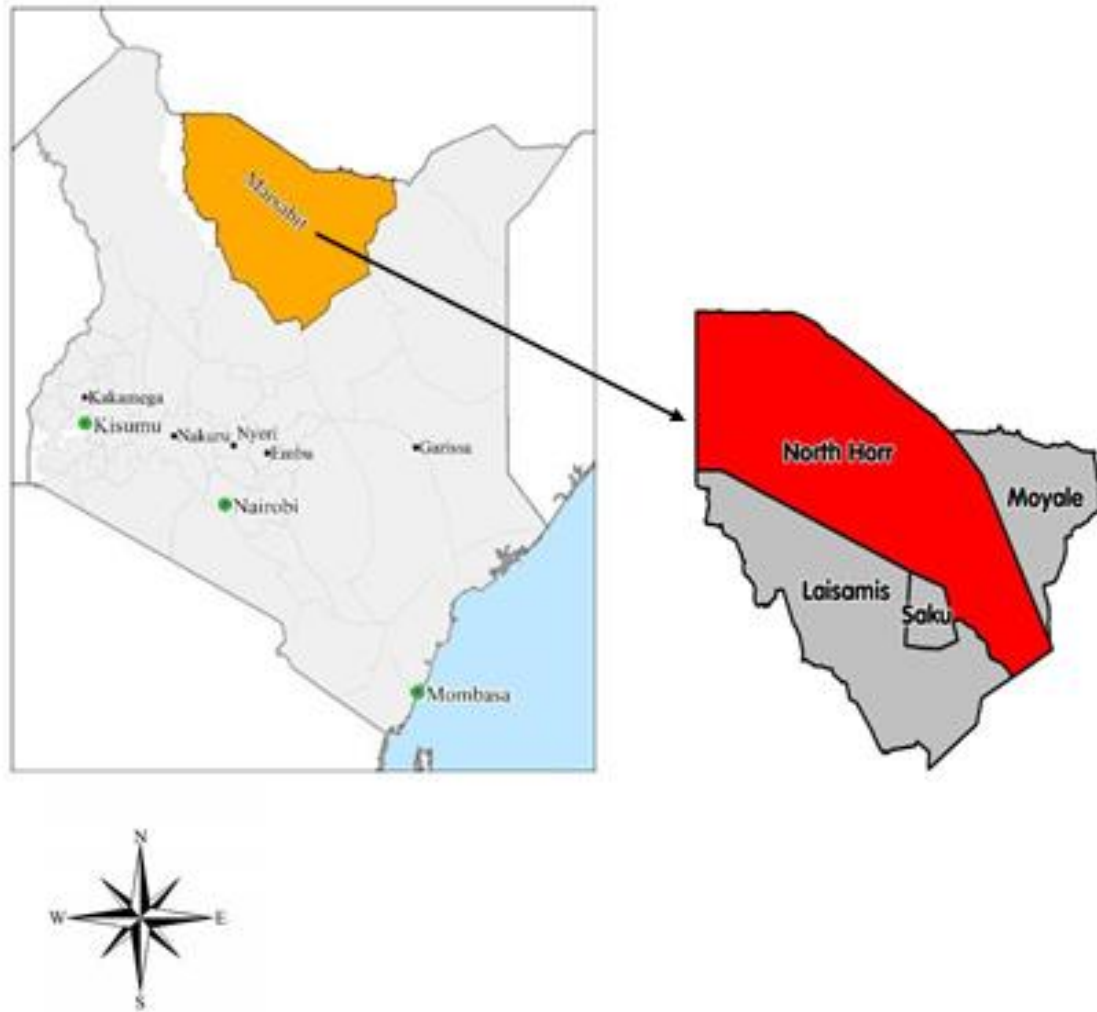 Marsabit
Kakamega
Kisumu
Nakuru
Nyeri
Embu
Garissa
Nairobi
Mombasa
North Horr
Moyale
Laisamis
Saku
N
W
E
S